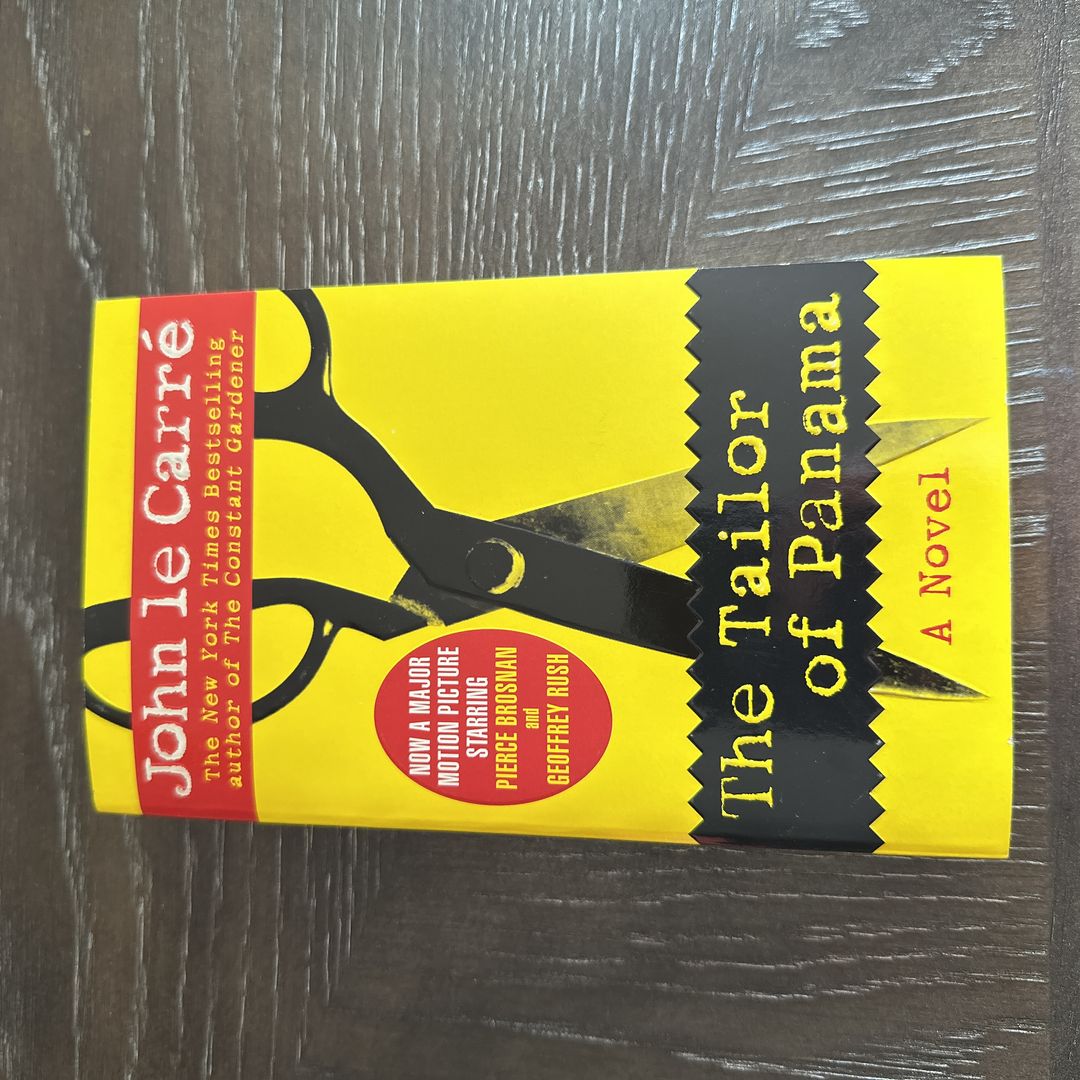 John le Carré
The New York Times Bestselling
author of The Constant Gardener
NOW A MAJOR
MOTION PICTURE
STARRING
PIERCE BROSNAN
and
GEOFFREY RUSH
The Tailor
of Panama
A Novel